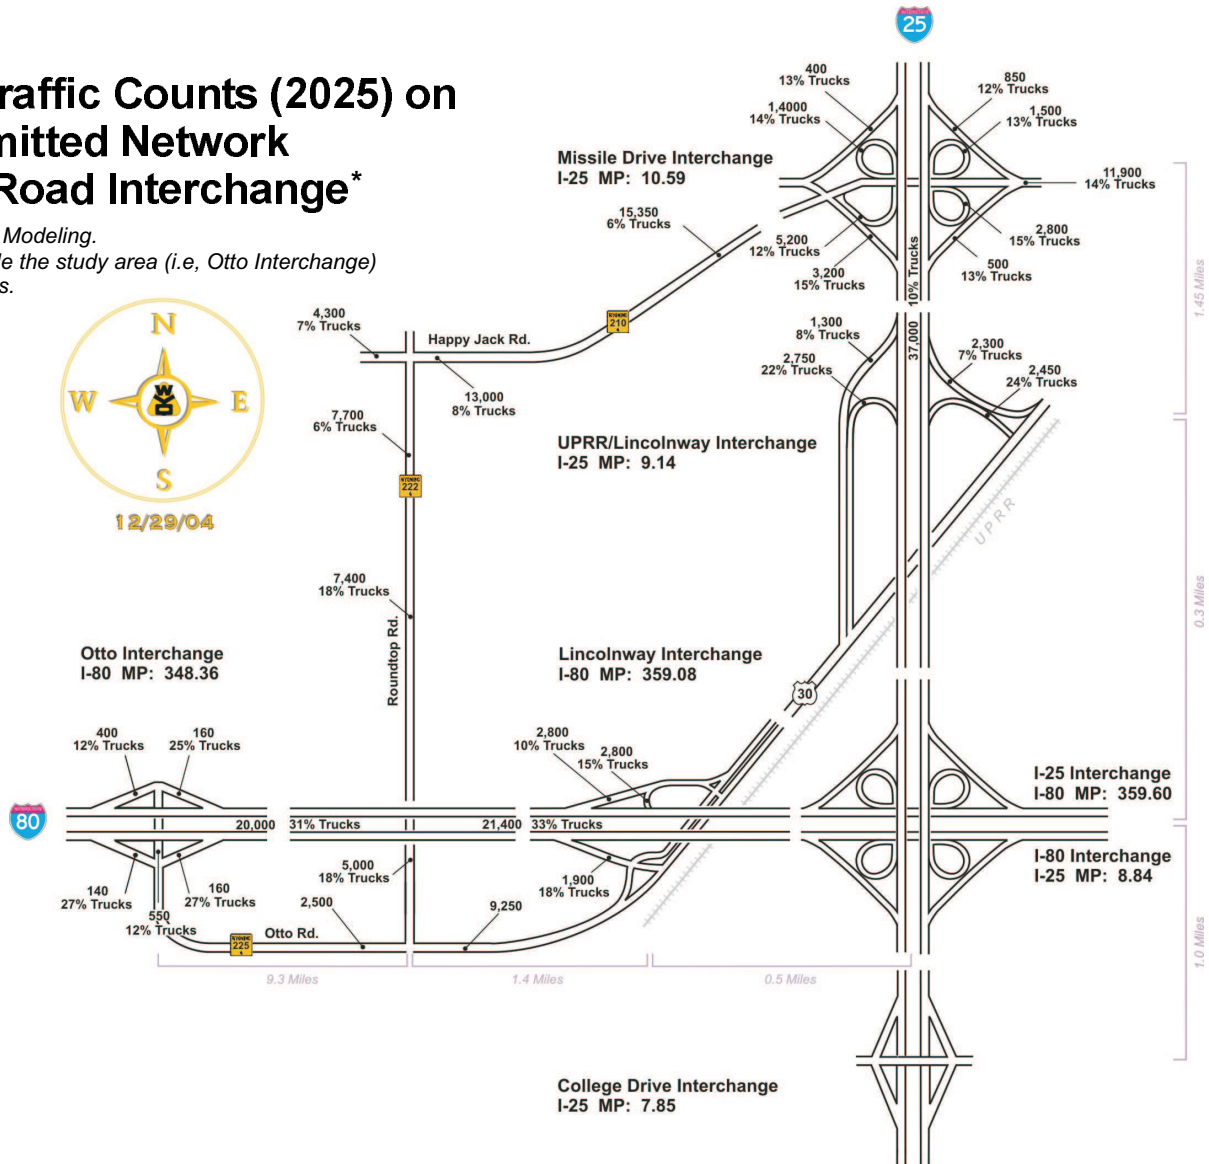 25
raffic Counts (2025) on
mitted Network
Road Interchange*
Modeling.
le the study area (i.e, Otto Interchange)
s.
N
W E
S
12/29/04
400
13% Trucks
1,4000
14% Trucks
850
12% Trucks
1,500
13% Trucks
Missile Drive Interchange
I-25 MP: 10.59
11,900
14% Trucks
15,350
6% Trucks
5,200
12% Trucks
3,200
15% Trucks
2,800
15% Trucks
500
13% Trucks
10% Trucks
37,000
1.45 Miles
4,300
7% Trucks
Happy Jack Rd.
WYOMING
210
13,000
8% Trucks
1,300
8% Trucks
2,750
22% Trucks
2,300
7% Trucks
2,450
24% Trucks
7,700
6% Trucks
UPRR/Lincolnway Interchange
I-25 MP: 9.14
WYOMING
222
UPRR
7,400
18% Trucks
Roundtop Rd.
0.3 Miles
Otto Interchange
I-80 MP: 348.36
Lincolnway Interchange
I-80 MP: 359.08
30
400
12% Trucks
160
25% Trucks
2,800
10% Trucks
2,800
15% Trucks
I-25 Interchange
I-80 MP: 359.60
80
20,000 31% Trucks
21,400 33% Trucks
I-80 Interchange
I-25 MP: 8.84
140
27% Trucks
160
27% Trucks
5,000
18% Trucks
1,900
18% Trucks
550
12% Trucks
2,500
9,250
WYOMING
225
Otto Rd.
9.3 Miles
1.4 Miles
0.5 Miles
1.0 Miles
College Drive Interchange
I-25 MP: 7.85